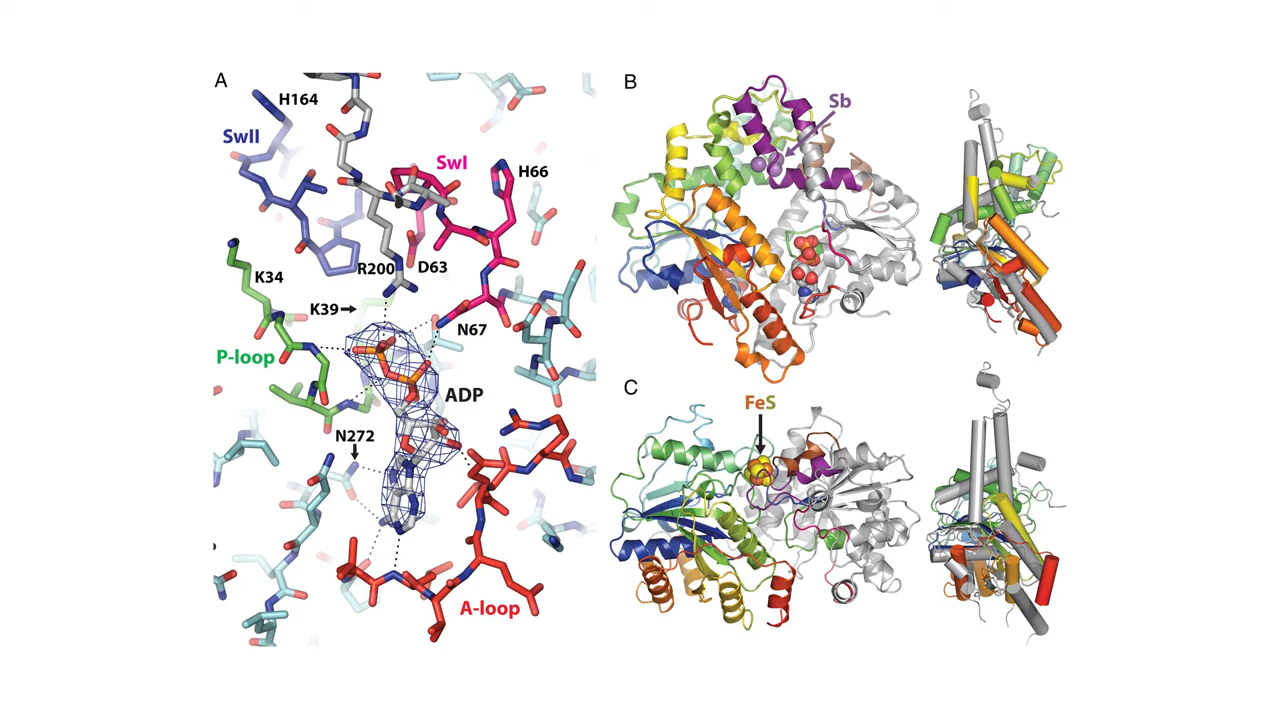 A
H164
SwII
SwI
H66
R200
D63
K34
K39
N67
P-loop
ADP
N272
A-loop
B
Sb
C
FeS